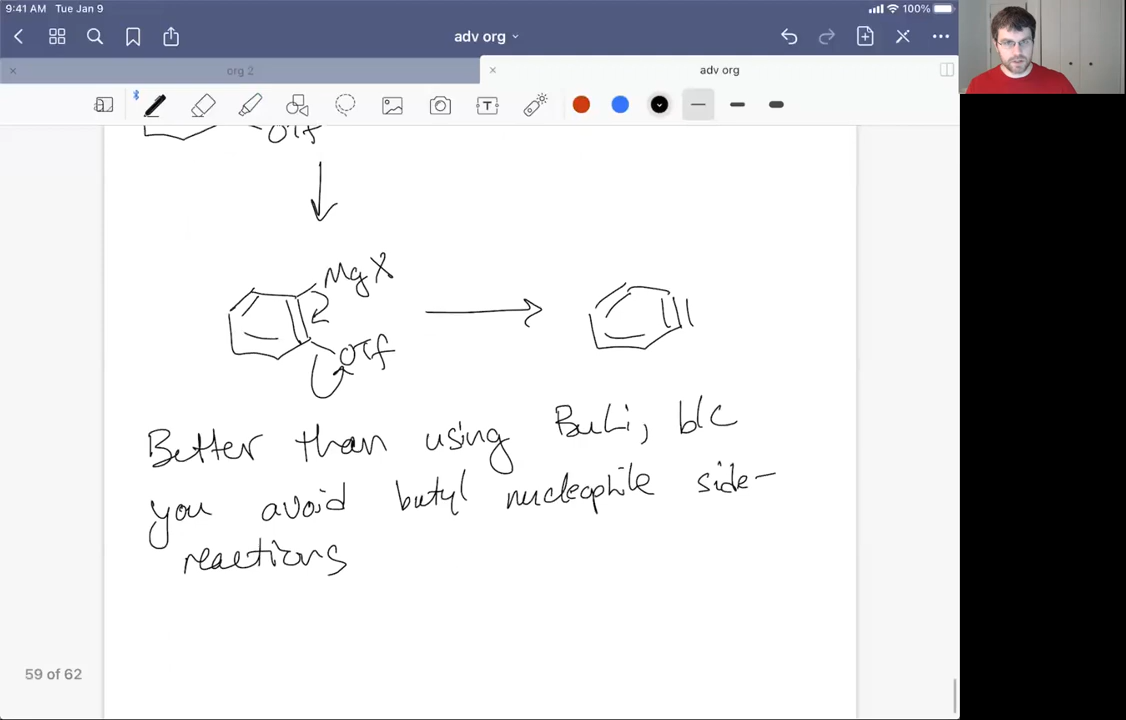 9:41 AM Tue Jan 9
100%
adv org
org 2
adv org
T
OTf
MgX
OTf
Better than using BuLi, b/c
you avoid butyl nucleophile side-
reactions
59 of 62